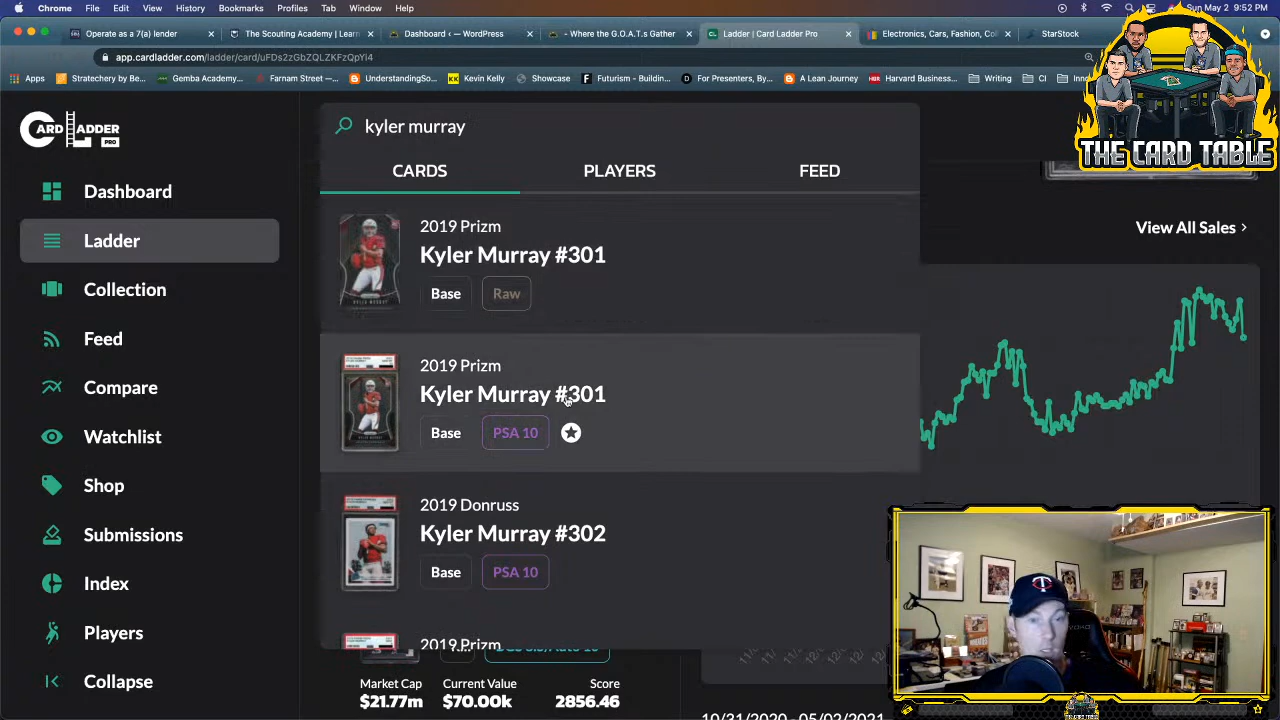 Chrome File Edit View History Bookmarks Profiles Tab Window Help
Sun May 2 9:52 PM
Operate as a 7(a) lender
The Scouting Academy | Learn
Dashboard ‹ — WordPress
- Where the G.O.A.Ts Gather
Ladder | Card Ladder Pro
Electronics, Cars, Fashion, Col
StarStock
app.cardladder.com/ladder/card/uFDs2zGbZQLZKFzQpYl4
Apps
Stratechery by Be...
Gemba Academy...
Farnam Street —...
UnderstandingSo...
Kevin Kelly
Showcase
Futurism - Buildin...
For Presenters, By...
A Lean Journey
Harvard Business...
Writing
CI
THE CARD TABLE
CARD LADDER
PRO
Dashboard
Ladder
Collection
Feed
Compare
Watchlist
Shop
Submissions
Index
Players
Collapse
kyler murray
CARDS PLAYERS FEED
2019 Prizm
Kyler Murray #301
Base Raw
2019 Prizm
Kyler Murray #301
Base PSA 10
2019 Donruss
Kyler Murray #302
Base PSA 10
2019 Prizm
View All Sales
Market Cap Current Value Score
$21.77m $70.00k 3856.46
10/31/2020 - 05/02/2021